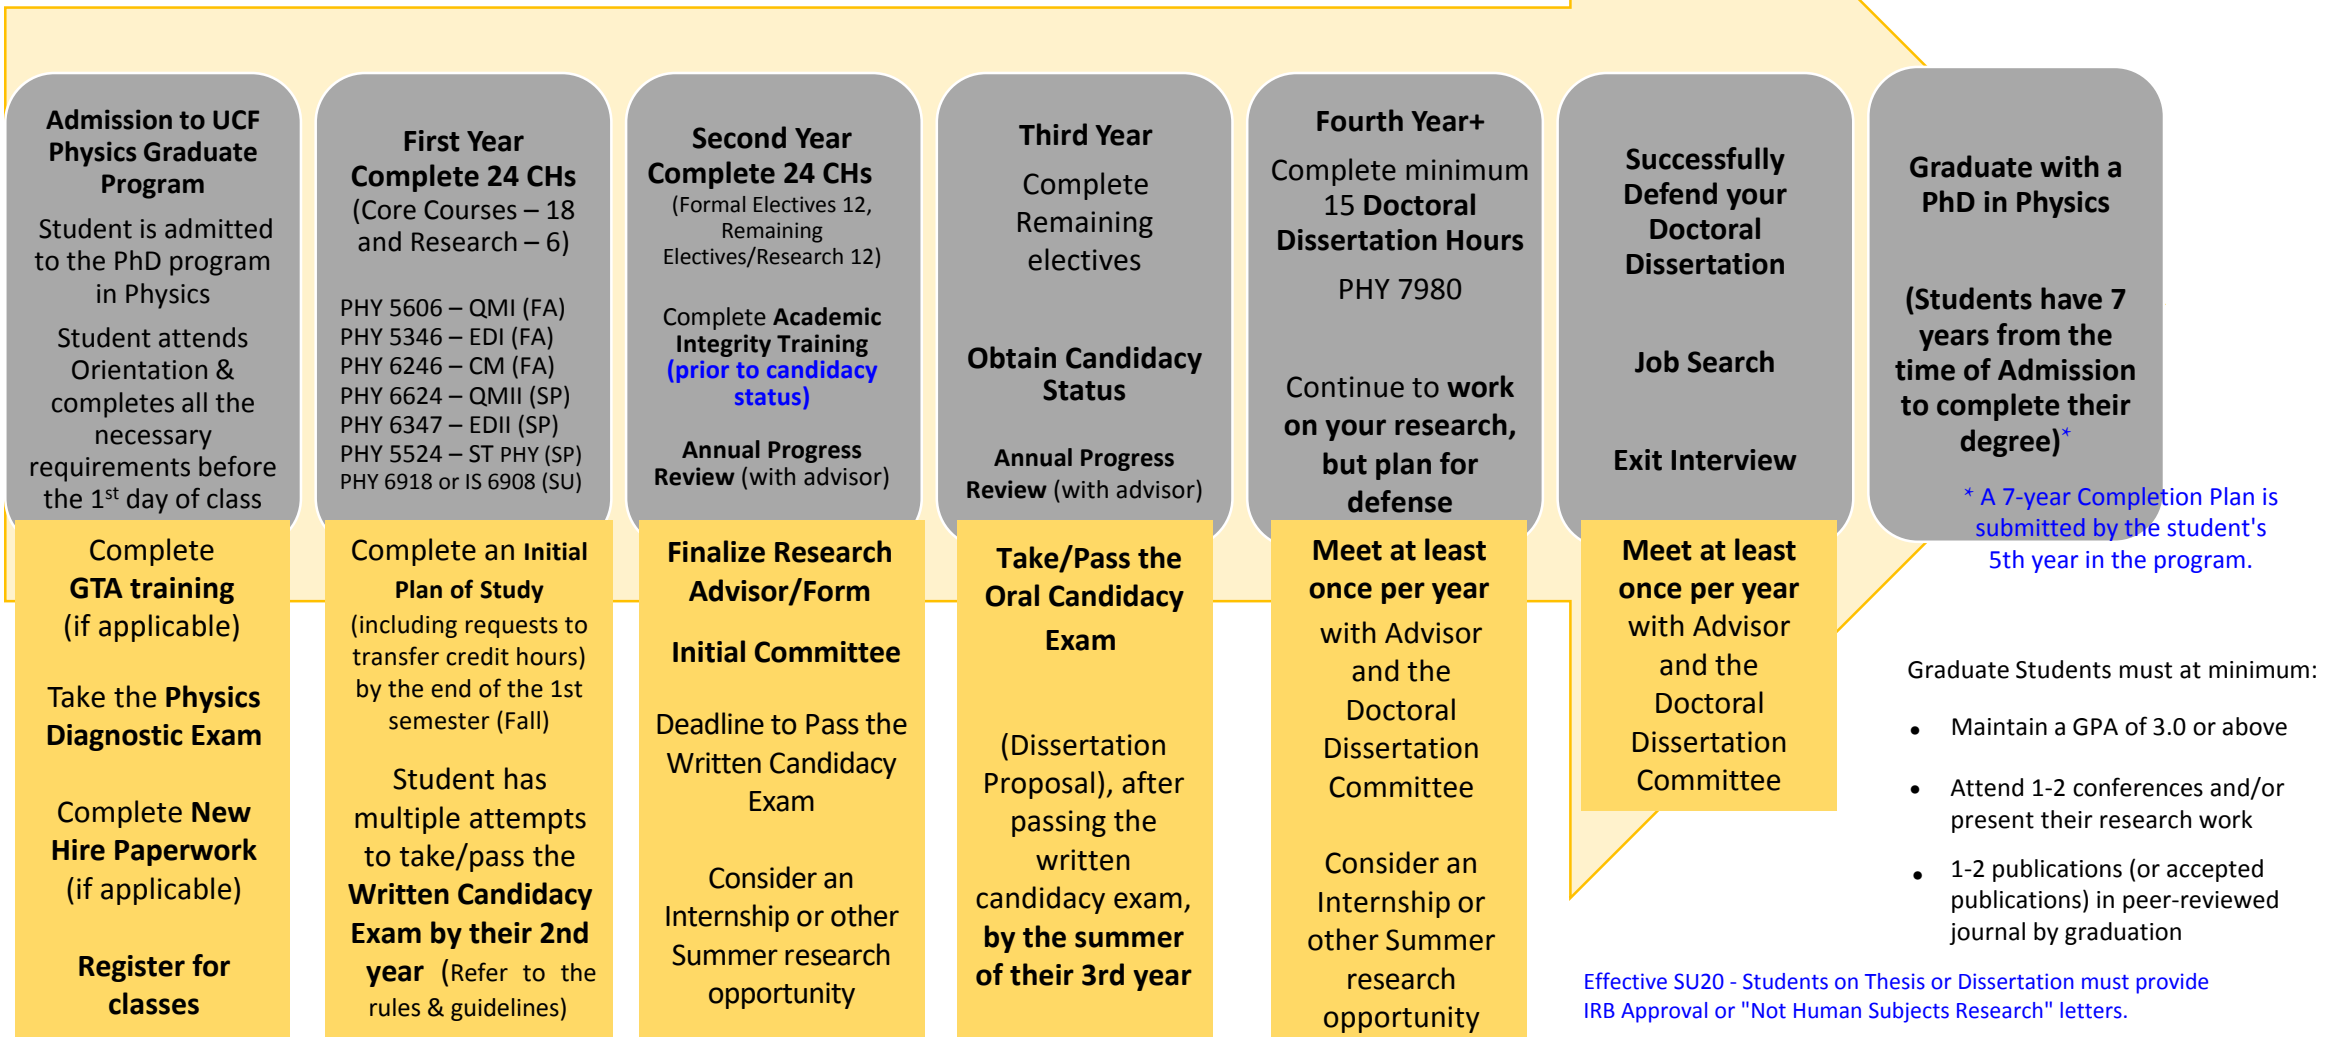 Admission to UCF
Physics Graduate
Program
Student is admitted
to the PhD program
in Physics
Student attends
Orientation &
completes all the
necessary
requirements before
the 1st day of class
Complete
GTA training
(if applicable)
Take the Physics
Diagnostic Exam
Complete New
Hire Paperwork
(if applicable)
Register for
classes
First Year
Complete 24 CHs
(Core Courses – 18
and Research – 6)
PHY 5606 – QMI (FA)
PHY 5346 – EDI (FA)
PHY 6246 – CM (FA)
PHY 6624 – QMII (SP)
PHY 6347 – EDII (SP)
PHY 5524 – ST PHY (SP)
PHY 6918 or IS 6908 (SU)
Complete an Initial
Plan of Study
(including requests to
transfer credit hours)
by the end of the 1st
semester (Fall)
Student has
multiple attempts
to take/pass the
Written Candidacy
Exam by their 2nd
year (Refer to the
rules & guidelines)
Second Year
Complete 24 CHs
(Formal Electives 12,
Remaining
Electives/Research 12)
Complete Academic
Integrity Training
(prior to candidacy
status)
Annual Progress
Review (with advisor)
Finalize Research
Advisor/Form
Initial Committee
Deadline to Pass the
Written Candidacy
Exam
Consider an
Internship or other
Summer research
opportunity
Third Year
Complete
Remaining
electives
Obtain Candidacy
Status
Annual Progress
Review (with advisor)
Take/Pass the
Oral Candidacy
Exam
(Dissertation
Proposal), after
passing the
written
candidacy exam,
by the summer
of their 3rd year
Fourth Year+
Complete minimum
15 Doctoral
Dissertation Hours
PHY 7980
Continue to work
on your research,
but plan for
defense
Meet at least
once per year
with Advisor
and the
Doctoral
Dissertation
Committee
Consider an
Internship or
other Summer
research
opportunity
Successfully
Defend your
Doctoral
Dissertation
Job Search
Exit Interview
Meet at least
once per year
with Advisor
and the
Doctoral
Dissertation
Committee
Graduate with a
PhD in Physics
(Students have 7
years from the
time of Admission
to complete their
degree)*
* A 7-year Completion Plan is
submitted by the student's
5th year in the program.
Graduate Students must at minimum:
• Maintain a GPA of 3.0 or above
• Attend 1-2 conferences and/or
present their research work
• 1-2 publications (or accepted
publications) in peer-reviewed
journal by graduation
Effective SU20 - Students on Thesis or Dissertation must provide
IRB Approval or "Not Human Subjects Research" letters.